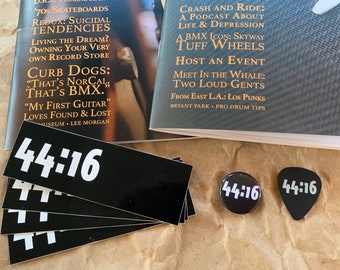 '70s Skateboards
Redux: Suicidal
Tendencies
Living the Dream?
Owning Your Very
own Record Store
Curb Dogs:
"That's NorCal,
That's BMX."
"My First Guitar"
Loves Found & Lost
Museum • Lee Morgan
Crash and Ride:
A Podcast About
Life & Depression
A BMX Icon: Skyway
Tuff Wheels
Host an Event
Meet In the Whale:
Two Loud Gents
From East L.A.: Los Punks
Bryant Park • Pro Drum Tips
44:16
44:16
44:16